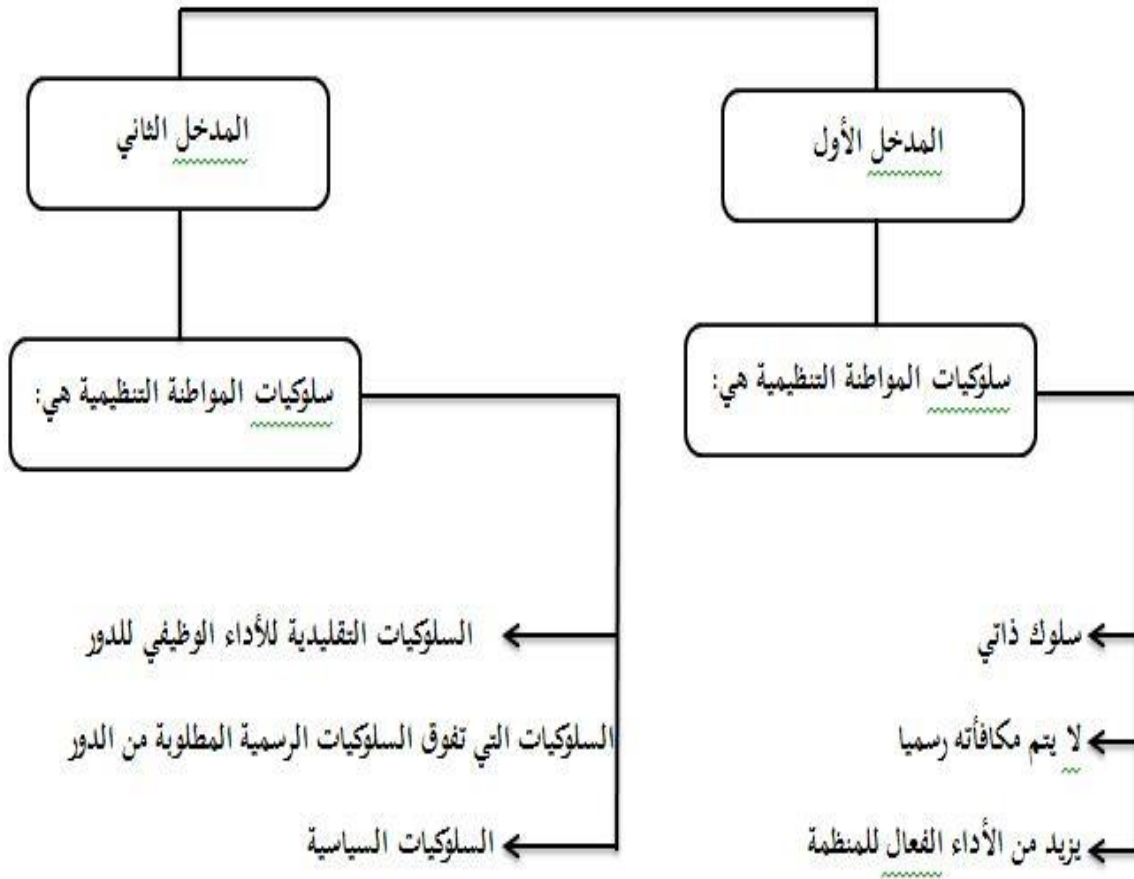 المدخل الأول
سلوكيات المواطنة التنظيمية هي:
سلوك ذاتي
لا يتم مكافأته رسميا
يزيد من الأداء الفعال للمنظمة
المدخل الثاني
سلوكيات المواطنة التنظيمية هي:
السلوكيات التقليدية للأداء الوظيفي للدور
السلوكيات التي تفوق السلوكيات الرسمية المطلوبة من الدور
السلوكيات السياسية